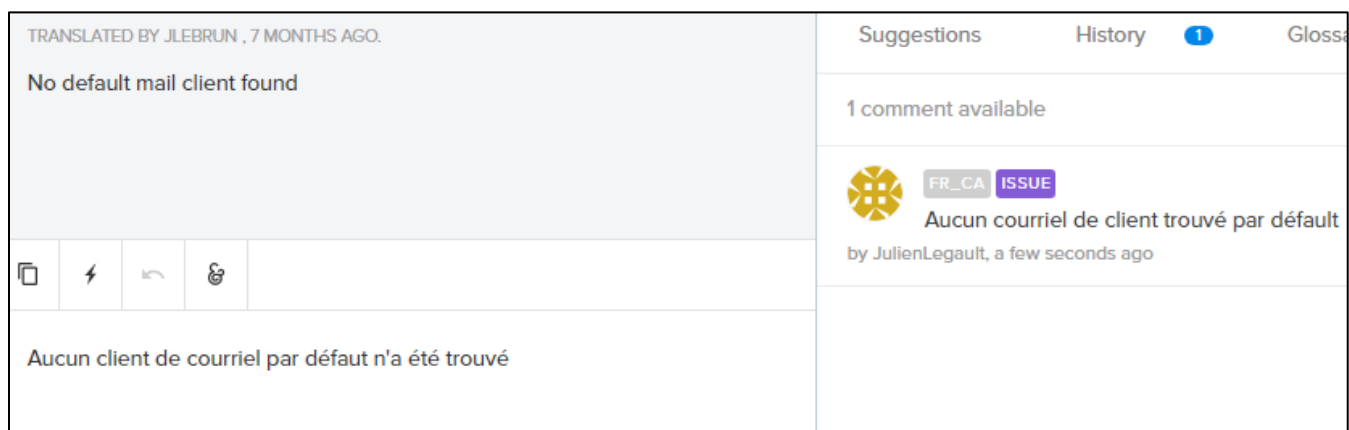 TRANSLATED BY JLEBRUN , 7 MONTHS AGO.
No default mail client found
Aucun client de courriel par défaut n'a été trouvé
Suggestions History 1 Glossa
1 comment available
FR_CA ISSUE
Aucun courriel de client trouvé par défault
by JulienLegault, a few seconds ago